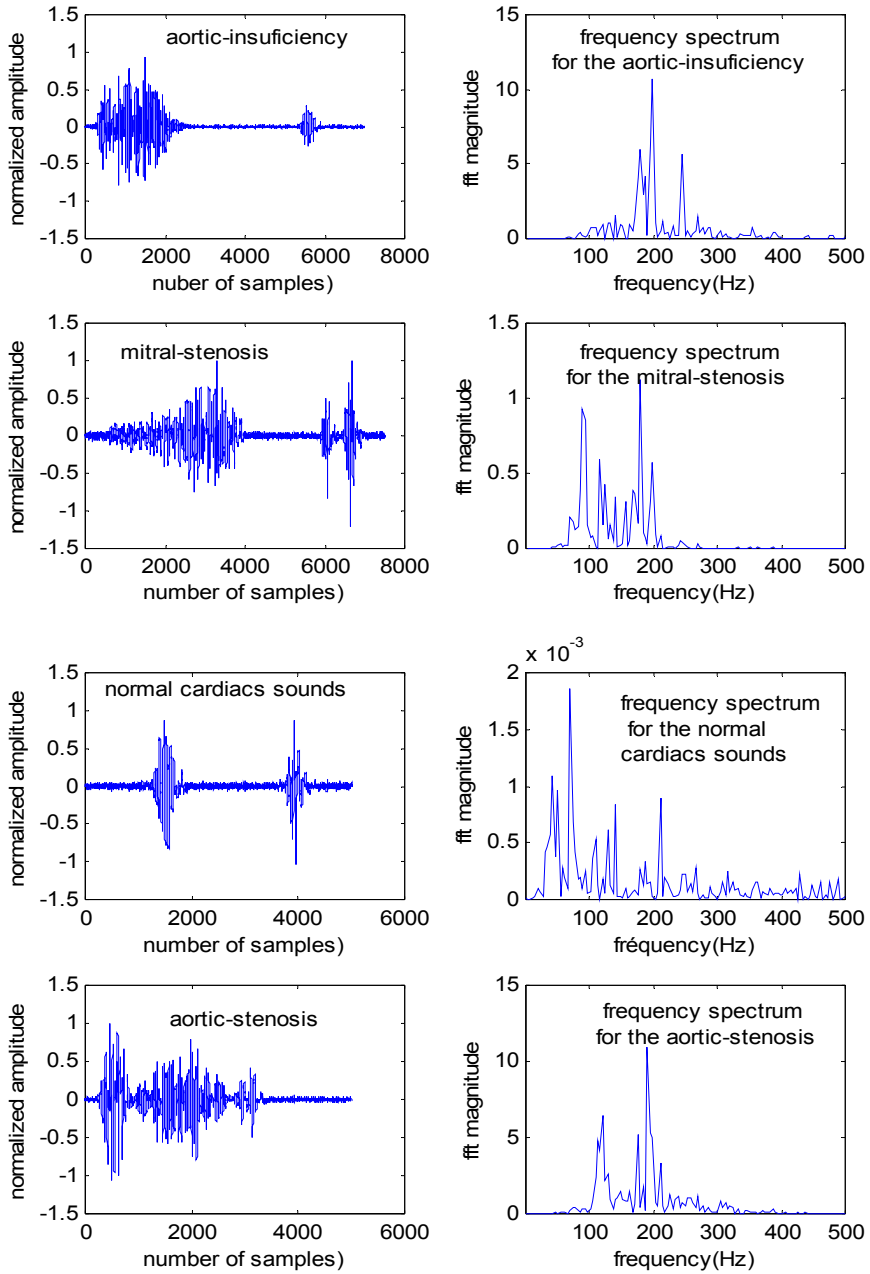 aortic-insuficiency
normalized amplitude
1.5
1
0.5
0
-0.5
-1
-1.5
0 2000 4000 6000 8000
nuber of samples)
frequency spectrum
for the aortic-insuficiency
fft magnitude
15
10
5
0
100 200 300 400 500
frequency(Hz)
mitral-stenosis
normalized amplitude
1.5
1
0.5
0
-0.5
-1
-1.5
0 2000 4000 6000 8000
number of samples)
frequency spectrum
for the mitral-stenosis
fft magnitude
1.5
1
0.5
0
100 200 300 400 500
frequency(Hz)
normal cardiacs sounds
normalized amplitude
1.5
1
0.5
0
-0.5
-1
-1.5
0 2000 4000 6000
number of samples)
x 10-3
frequency spectrum
for the normal
cardiacs sounds
fft magnitude
2
1.5
1
0.5
0
100 200 300 400 500
fréquency(Hz)
aortic-stenosis
normalized amplitude
1.5
1
0.5
0
-0.5
-1
-1.5
0 2000 4000 6000
number of samples)
frequency spectrum
for the aortic-stenosis
fft magnitude
15
10
5
0
100 200 300 400 500
frequency(Hz)